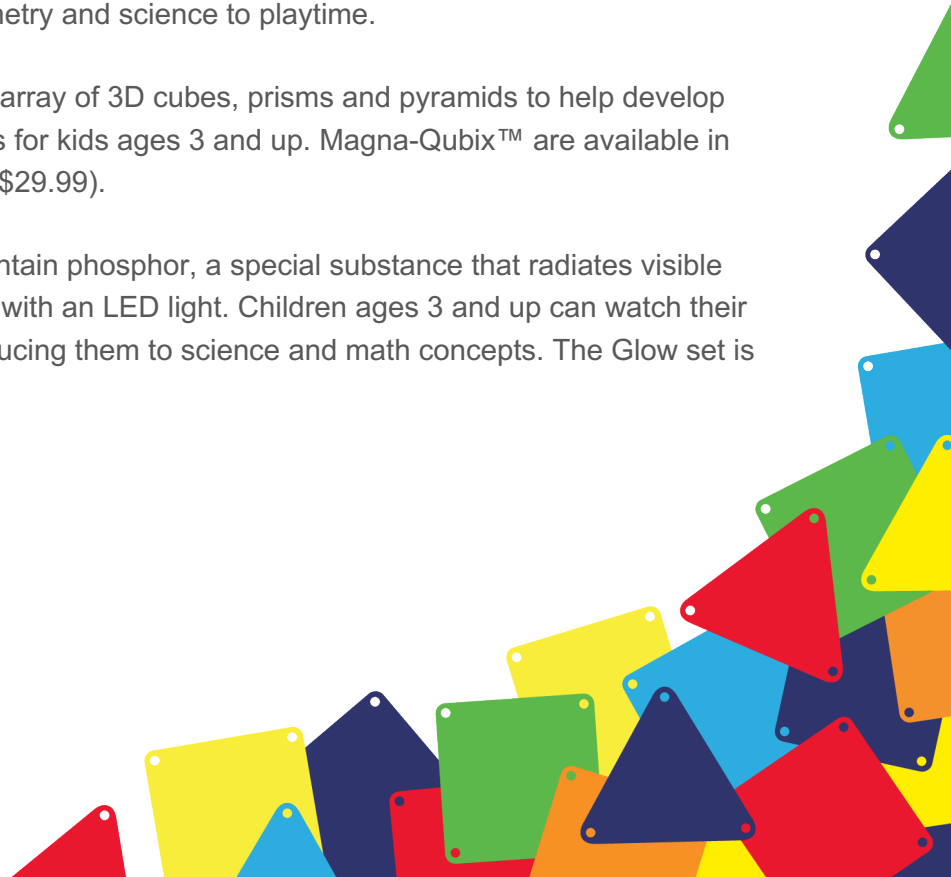 netry and science to playtime.
array of 3D cubes, prisms and pyramids to help develop
s for kids ages 3 and up. Magna-Qubix™ are available in
$29.99).
ntain phosphor, a special substance that radiates visible
with an LED light. Children ages 3 and up can watch their
ucing them to science and math concepts. The Glow set is